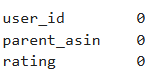 user_id 0
parent_asin 0
rating 0